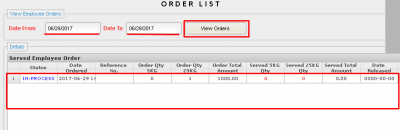 ORDER LIST
View Employee Orders
Date From 06/29/2017 Date To 06/29/2017 View Orders
Details
Served Employee Order
Status Date Ordered Reference No. Order Qty 5KG Order Qty 25KG Order Total Amount Served 5KG Qty Served 25KG Qty Served Total Amount Date Released
1 IN-PROCESS 2017-06-29 14 0 1 1000.00 0 0 0.00 0000-00-00